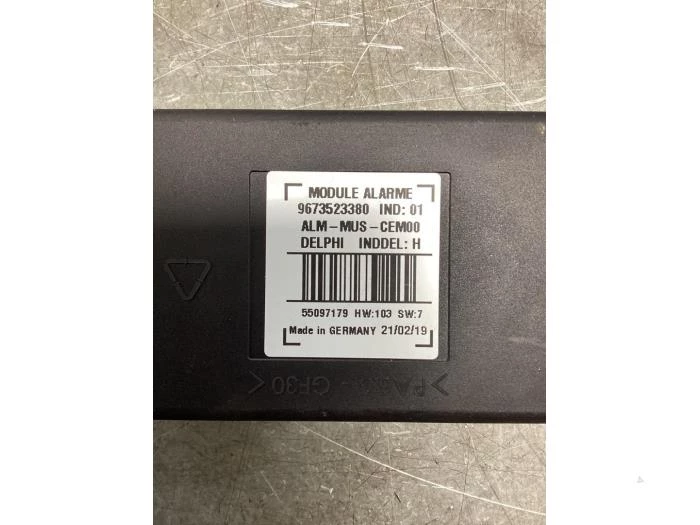 MODULE ALARME
9673523380 IND: 01
ALM-MUS-CEM00
DELPHI INDDEL: H
55097179 HW:103 SW:7
Made in GERMANY 21/02/19
GF30 <